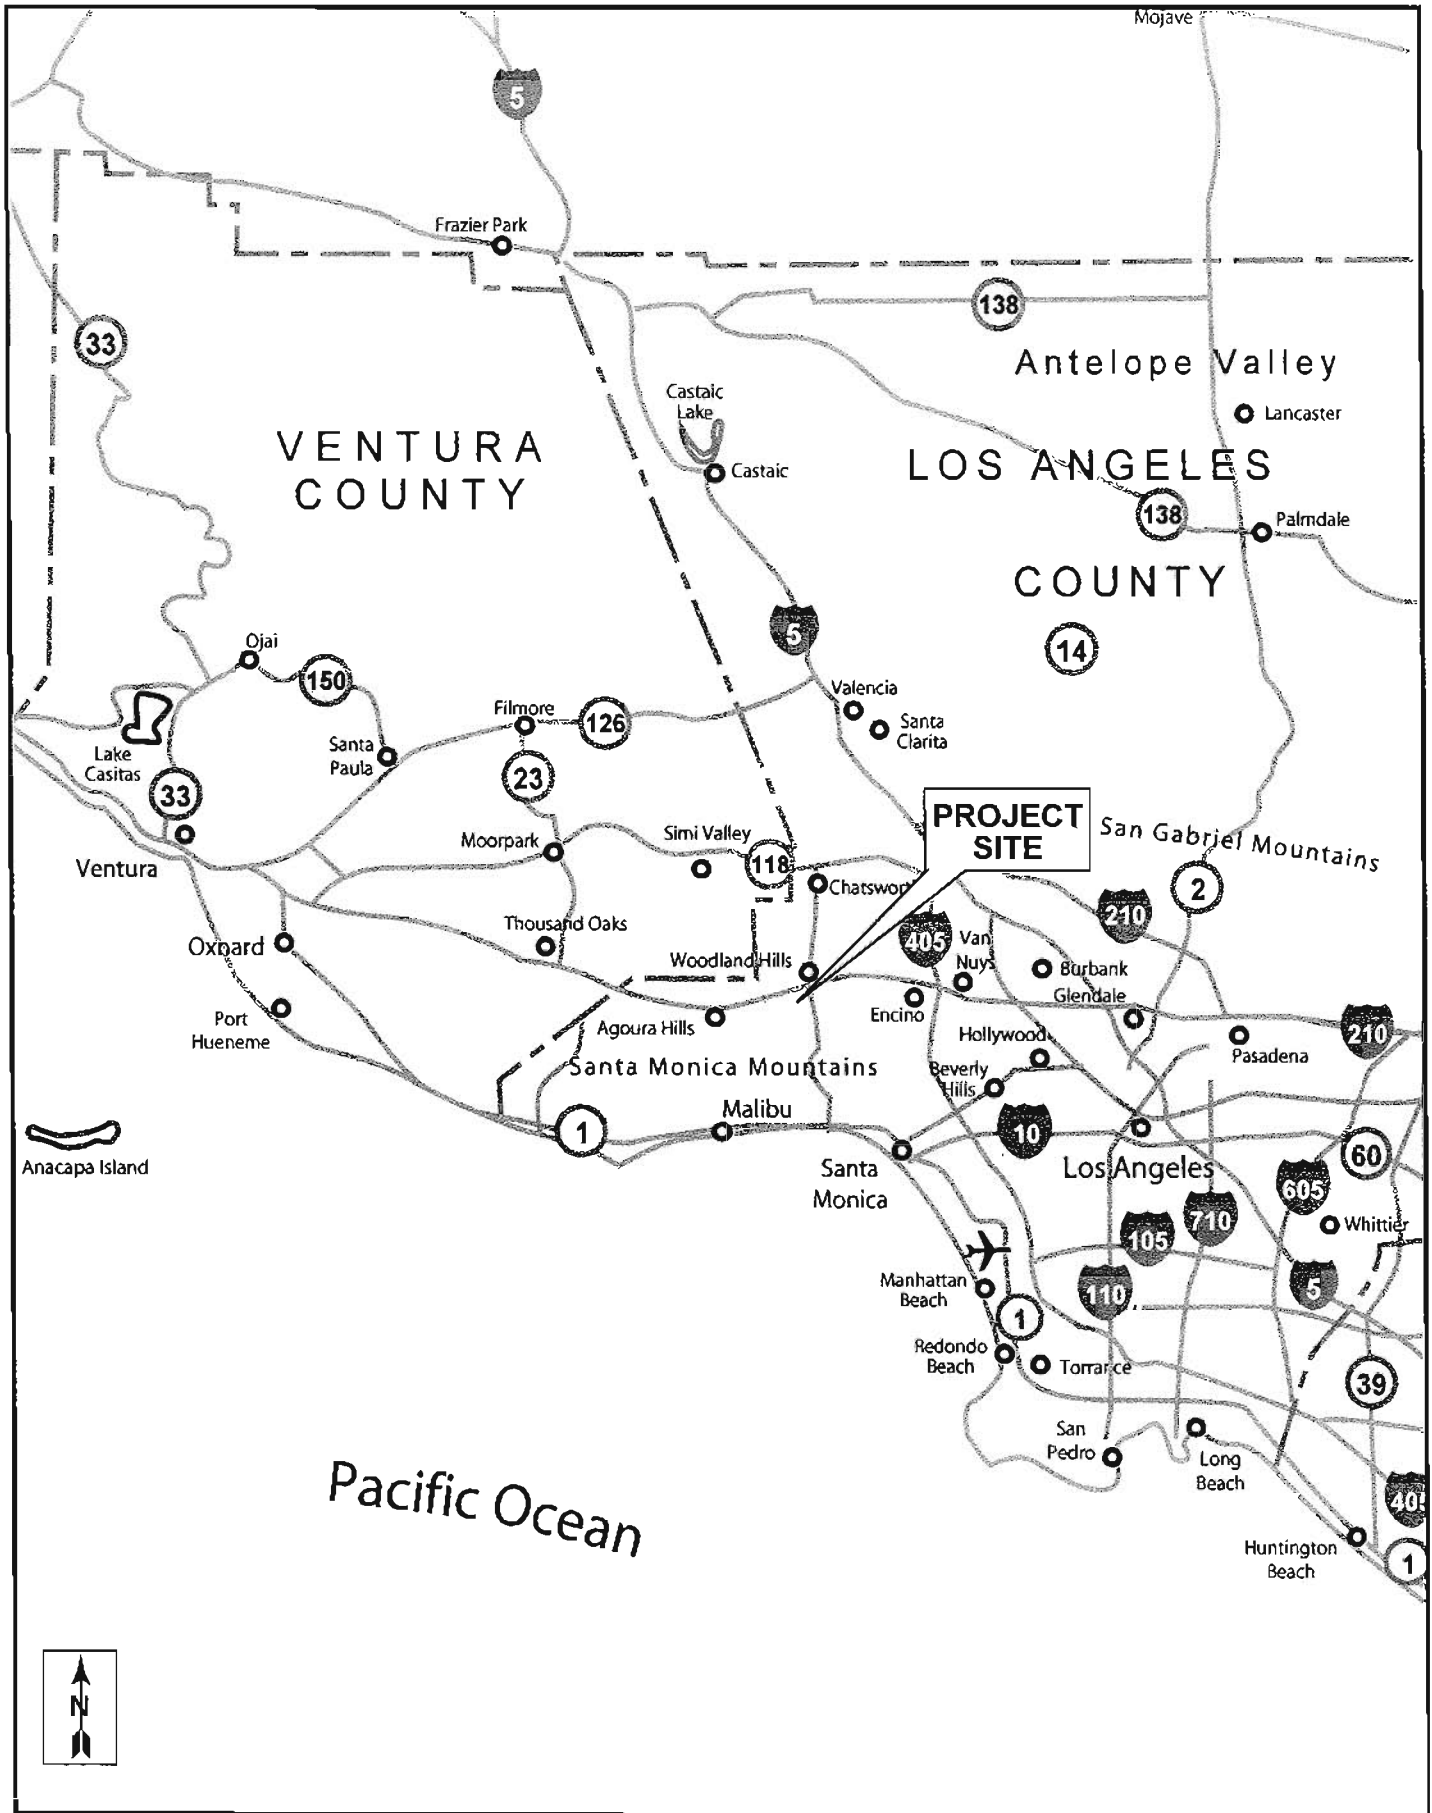 Mojave
5
Frazier Park
138
33
Antelope Valley
Castaic
Lake
Lancaster
VENTURA
COUNTY
LOS ANGELES
Castaic
138
Palmdale
COUNTY
5
14
Ojai
150
Valencia
Filmore
126
Santa
Clarita
Santa
Paula
Lake
Casitas
23
33
PROJECT
SITE
San Gabriel Mountains
Simi Valley
Moorpark
118
Ventura
Chatswort
2
210
Thousand Oaks
405
Van
Nuys
Oxnard
Woodland Hills
Burbank
Glendale
Encino
Port
Hueneme
Agoura Hills
Hollywood
210
Pasadena
Santa Monica Mountains
Beverly
Hills
Malibu
1
10
60
Anacapa Island
Santa
Monica
Los Angeles
605
710
Whittier
105
Manhattan
Beach
110
5
1
Redondo
Beach
Torrance
39
San
Pedro
Long
Beach
Pacific Ocean
405
Huntington
Beach
1
N